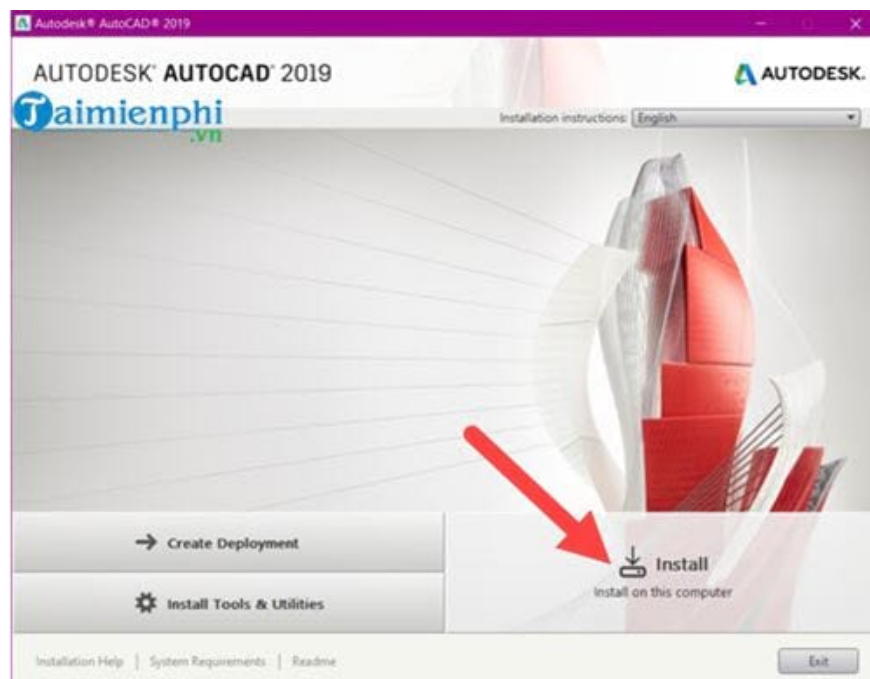 Autodesk® AutoCAD® 2019
AUTODESK® AUTOCAD® 2019
AUTODESK.
Taimienphi
.vn
Installation instructions: English
Create Deployment
Install
Install on this computer
Install Tools & Utilities
Installation Help | System Requirements | Readme
Exit